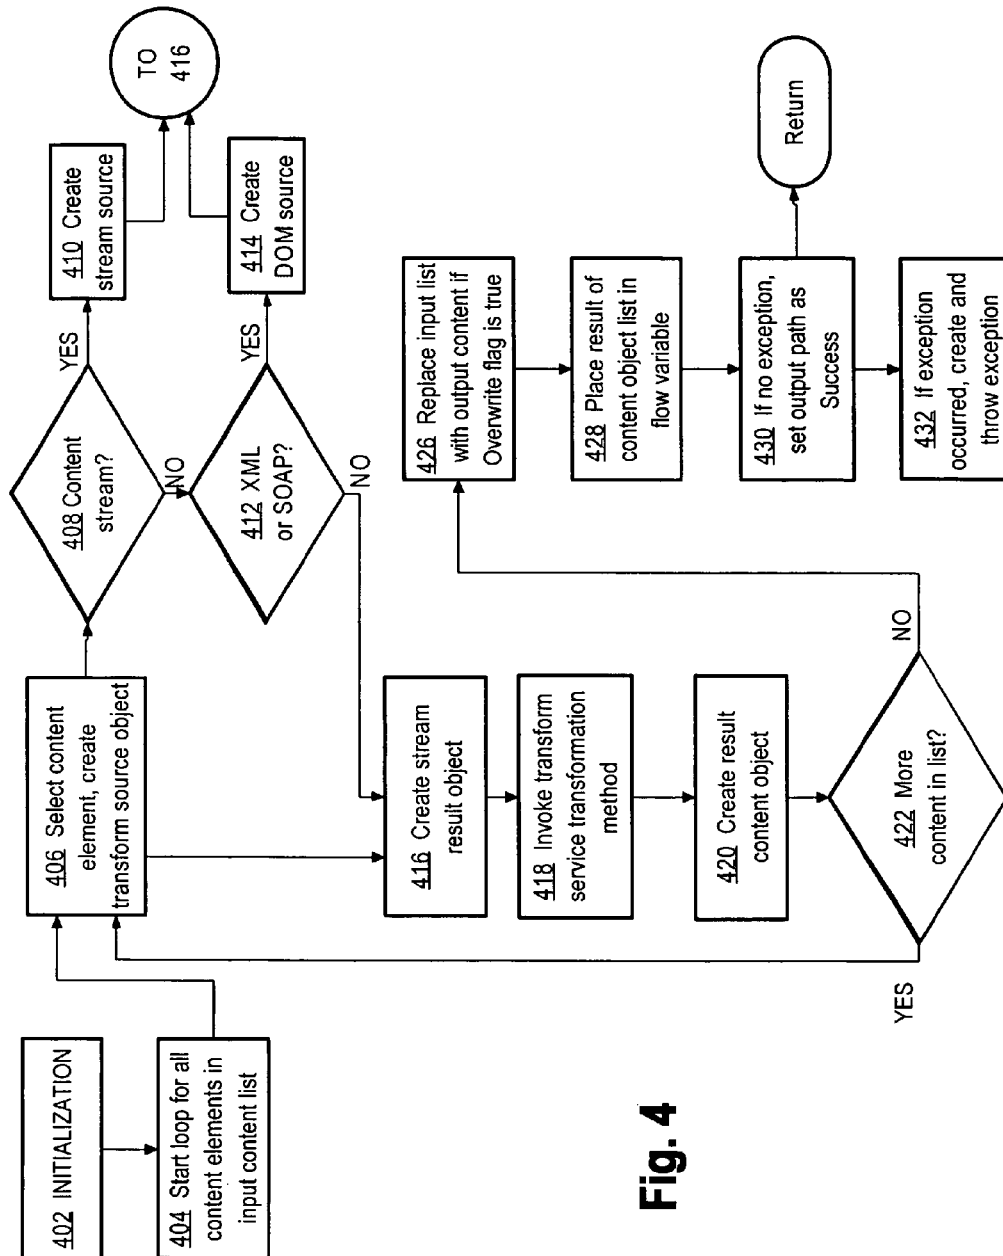 402 INITIALIZATION
404 Start loop for all
content elements in
input content list
406 Select content
element, create
transform source object
408 Content
stream?
YES
NO
410 Create
stream source
412 XML
or SOAP?
YES
NO
414 Create
DOM source
TO
416
416 Create stream
result object
418 Invoke transform
service transformation
method
420 Create result
content object
422 More
content in list?
YES
NO
426 Replace input list
with output content if
Overwrite flag is true
428 Place result of
content object list in
flow variable
430 If no exception,
set output path as
Success
432 If exception
occurred, create and
throw exception
Return
Fig. 4